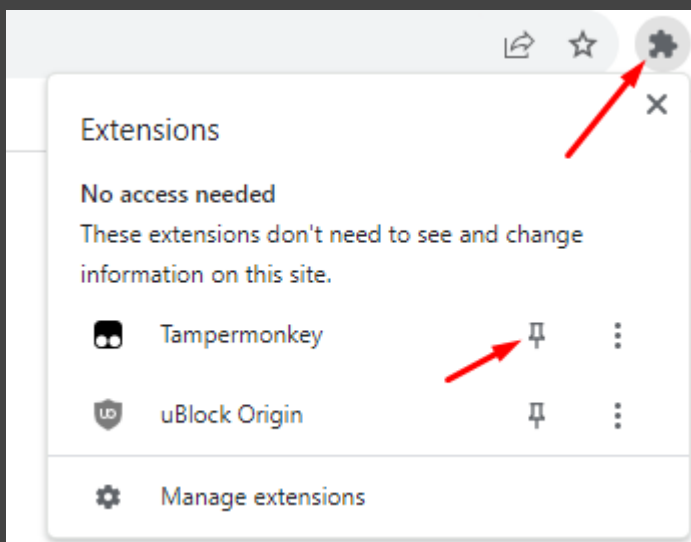 Extensions
No access needed
These extensions don't need to see and change
information on this site.
Tampermonkey
uBlock Origin
Manage extensions